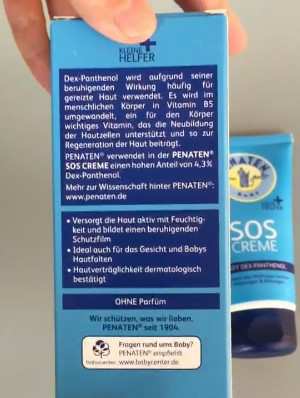 KLEINE
HELFER
Dex-Panthenol wird aufgrund seiner
beruhigenden Wirkung häufig für
gereizte Haut verwendet. Es wird im
menschlichen Körper in Vitamin B5
umgewandelt, ein für den Körper
wichtiges Vitamin, das die Neubildung
der Hautzellen unterstützt und so zur
Regeneration der Haut beiträgt.
PENATEN® verwendet in der PENATEN®
SOS CREME einen hohen Anteil von 4,3%
Dex-Panthenol.
Mehr zur Wissenschaft hinter PENATEN®:
www.penaten.de
• Versorgt die Haut aktiv mit Feuchtig-
keit und bildet einen beruhigenden
Schutzfilm
• Ideal auch für das Gesicht und Babys
Hautfalten
• Hautverträglichkeit dermatologisch
bestätigt
OHNE Parfüm
Wir schützen, was wir lieben.
PENATEN® seit 1904.
Fragen rund ums Baby?
PENATEN® empfiehlt
www.babycenter.de
babycenter
PENATEN
BABY
SOS
CREME
DEX PANTHENOL